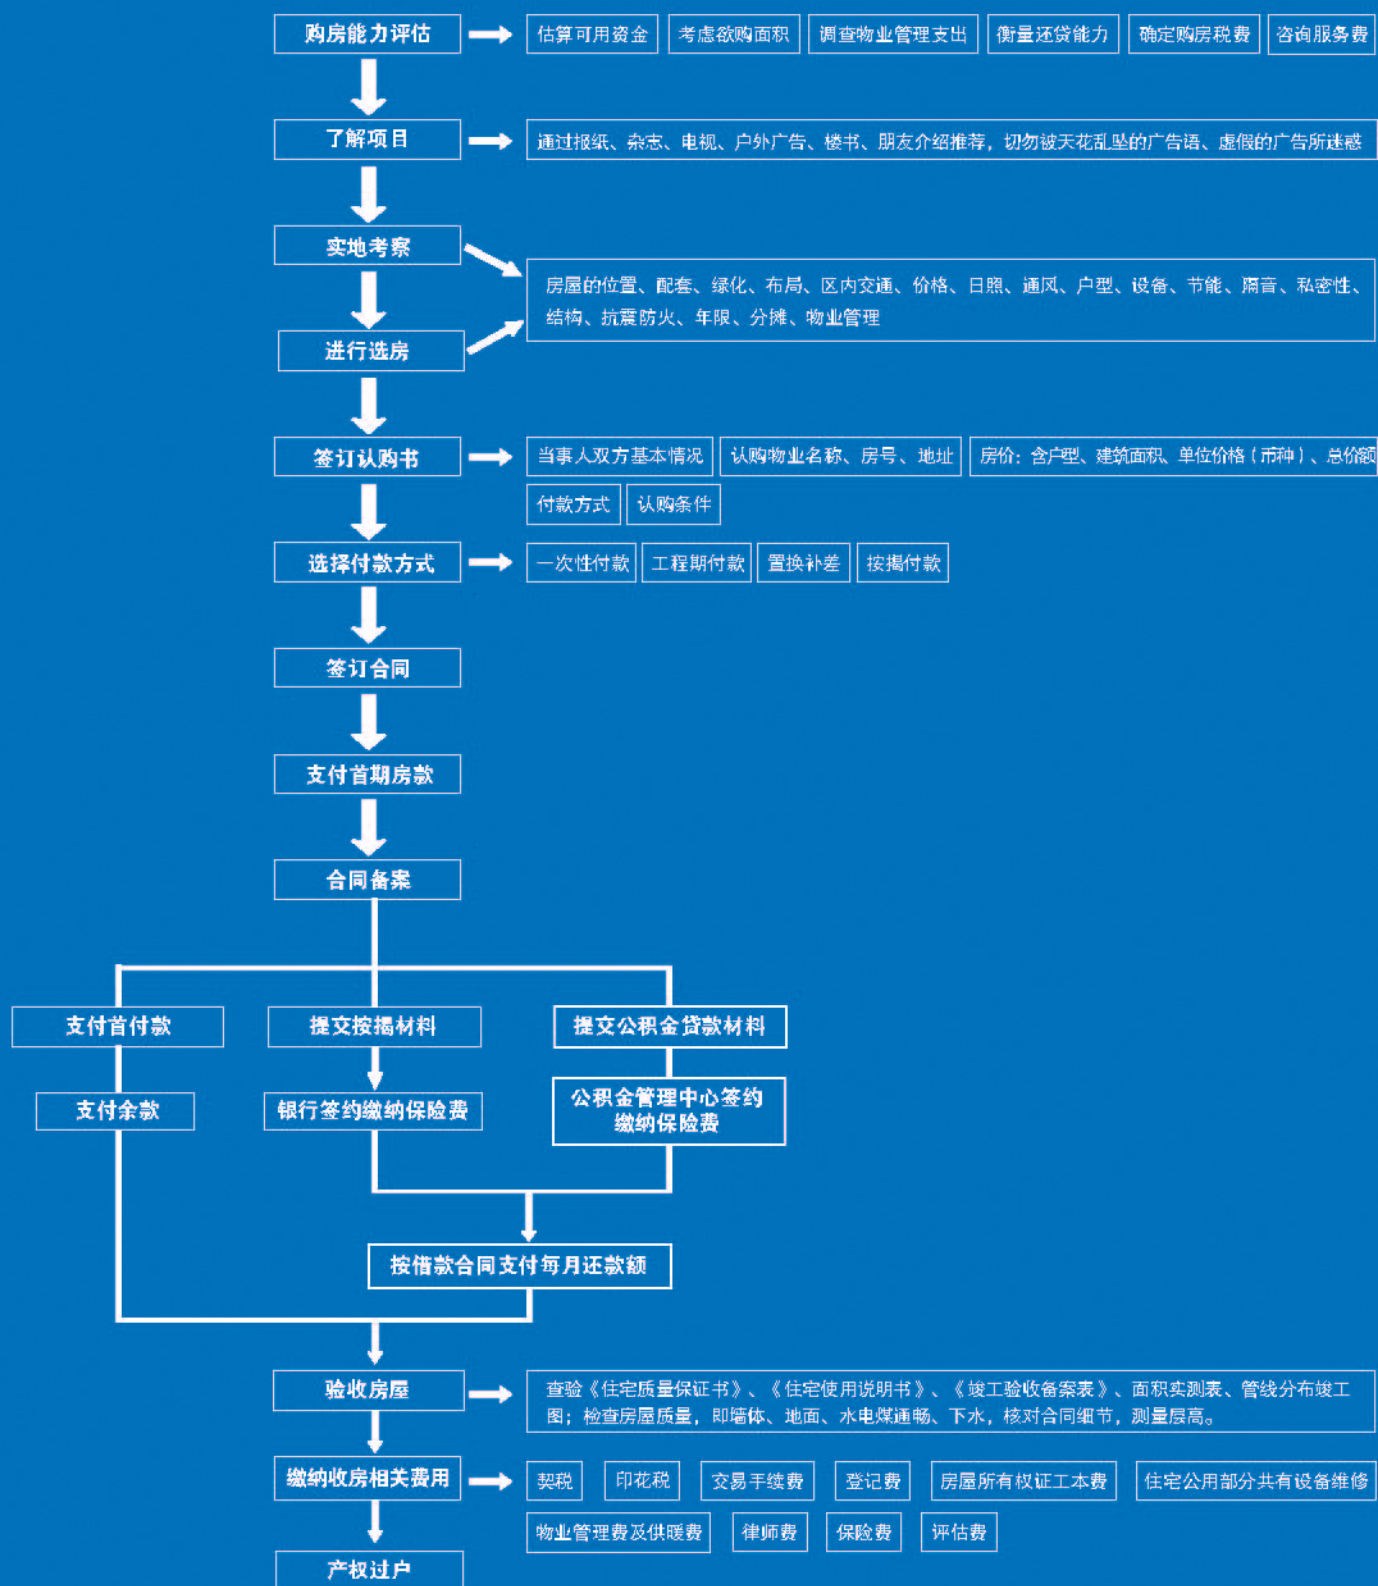 购房能力评估
估算可用资金
考虑欲购面积
调查物业管理支出
衡量还贷能力
确定购房税费
咨询服务费
了解项目
通过报纸、杂志、电视、户外广告、楼书、朋友介绍推荐，切勿被天花乱坠的广告语、虚假的广告所迷惑
实地考察
房屋的位置、配套、绿化、布局、区内交通、价格、日照、通风、户型、设备、节能、隔音、私密性、
结构、抗震防火、年限、分摊、物业管理
进行选房
签订认购书
当事人双方基本情况
认购物业名称、房号、地址
房价：含户型、建筑面积、单位价格（币种）、总价额
付款方式
认购条件
选择付款方式
一次性付款
工程期付款
置换补差
按揭付款
签订合同
支付首期房款
合同备案
支付首付款
提交按揭材料
提交公积金贷款材料
支付余款
银行签约缴纳保险费
公积金管理中心签约
缴纳保险费
按借款合同支付每月还款额
验收房屋
查验《住宅质量保证书》、《住宅使用说明书》、《竣工验收备案表》、面积实测表、管线分布竣工
图；检查房屋质量，即墙体、地面、水电煤通畅、下水，核对合同细节，测量层高。
缴纳收房相关费用
契税
印花税
交易手续费
登记费
房屋所有权证工本费
住宅公用部分共有设备维修
物业管理费及供暖费
律师费
保险费
评估费
产权过户